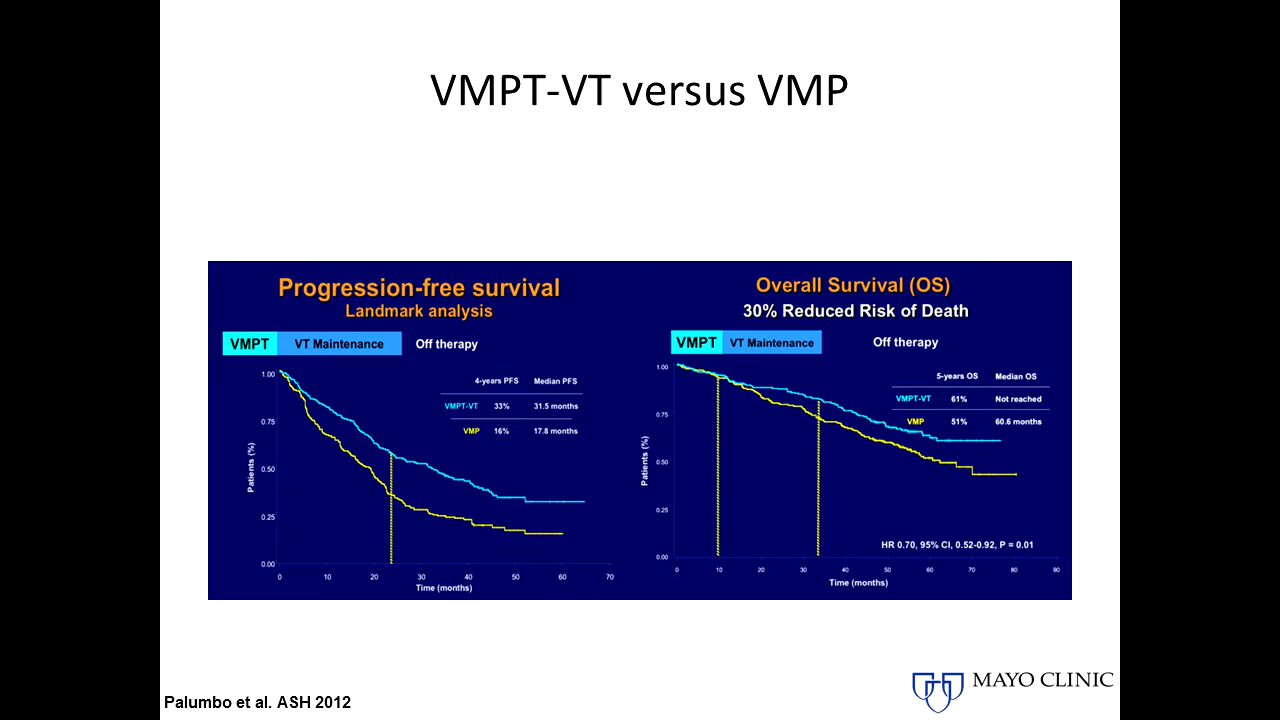 VMPT-VT versus VMP
Progression-free survival
Landmark analysis
VMPT
VT Maintenance
Off therapy
4-years PFS Median PFS
VMPT-VT 33% 31.5 months
VMP 16% 17.8 months
Patients (%)
1.00
0.75
0.50
0.25
0.00
0 10 20 30 40 50 60 70
Time (months)
Overall Survival (OS)
30% Reduced Risk of Death
VMPT
VT Maintenance
Off therapy
5-years OS Median OS
VMPT-VT 61% Not reached
VMP 51% 60.6 months
Patients (%)
1.00
0.75
0.50
0.25
0.00
HR 0.70, 95% CI, 0.52-0.92, P = 0.01
0 10 20 30 40 50 60 70 80 90
Time (months)
Palumbo et al. ASH 2012
MAYO CLINIC